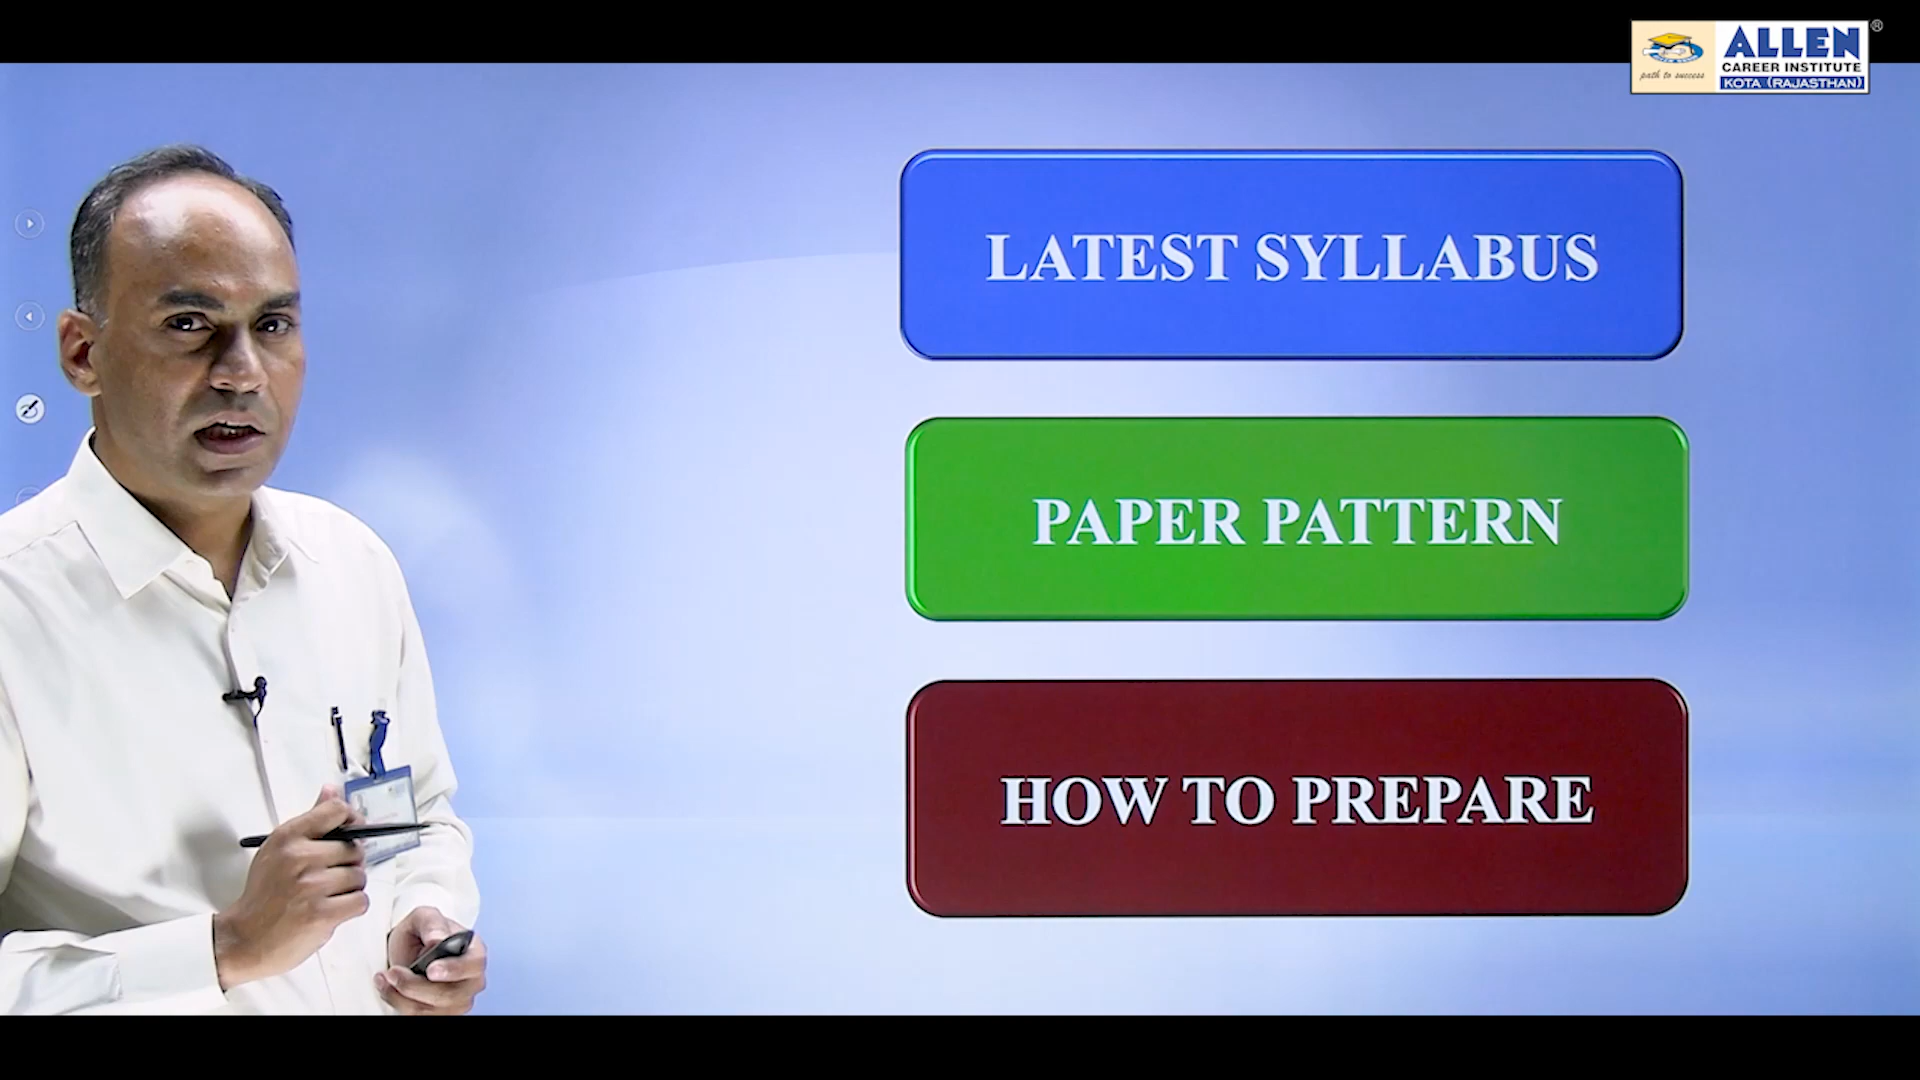 path to success
ALLEN
®
CAREER INSTITUTE
KOTA (RAJASTHAN)
LATEST SYLLABUS
PAPER PATTERN
HOW TO PREPARE